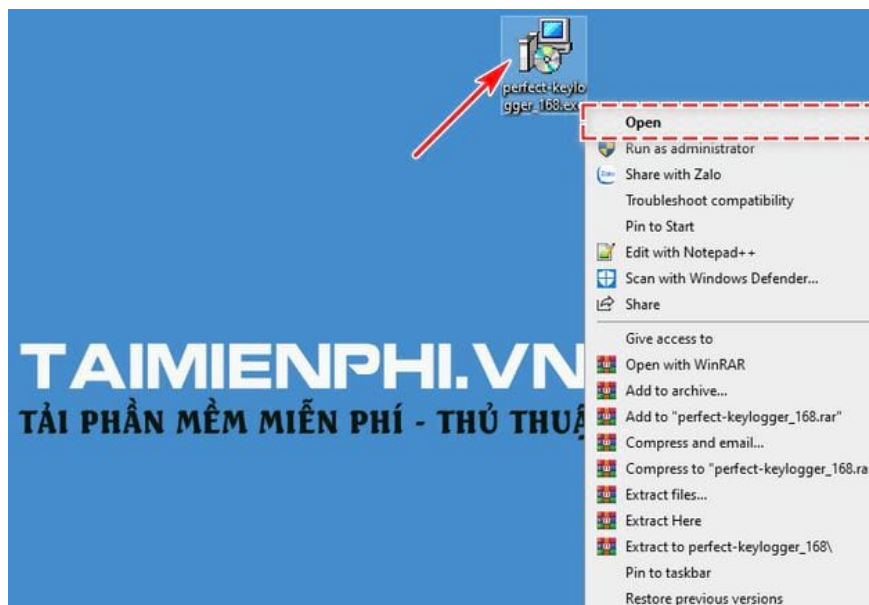 perfect-keylo
gger_168.exe
Open
Run as administrator
Share with Zalo
Troubleshoot compatibility
Pin to Start
Edit with Notepad++
Scan with Windows Defender...
Share
Give access to
Open with WinRAR
Add to archive...
Add to "perfect-keylogger_168.rar"
Compress and email...
Compress to "perfect-keylogger_168.ra
Extract files...
Extract Here
Extract to perfect-keylogger_168\
Pin to taskbar
Restore previous versions
TAIMIENPHI.VN
TẢI PHẦN MỀM MIỄN PHÍ - THỦ THUẬ